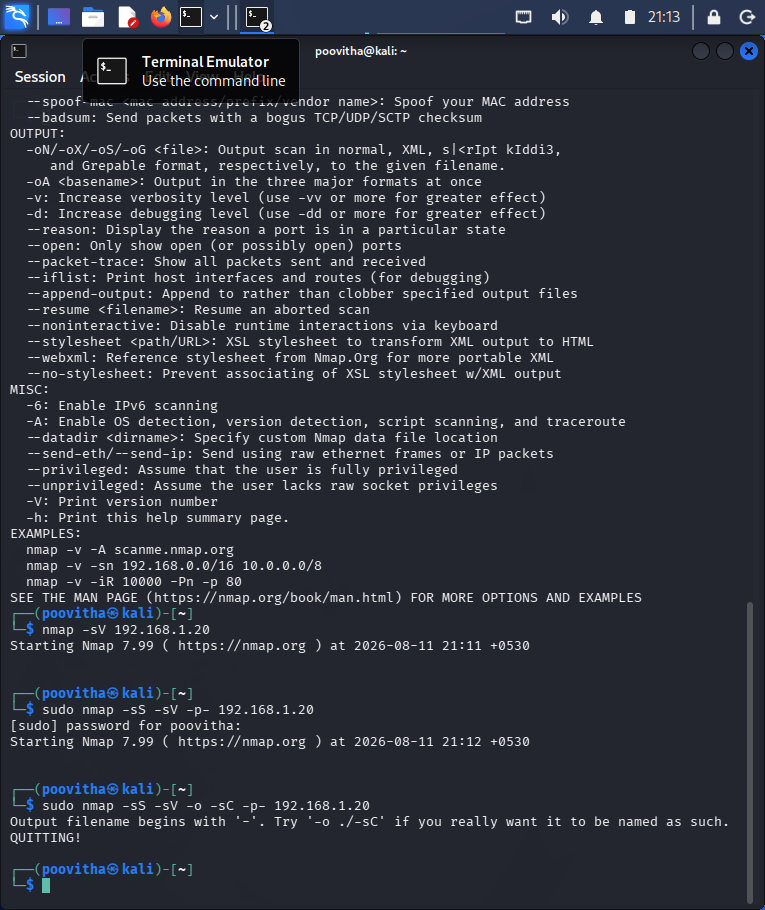 2
21:13
poovitha@kali: ~
Terminal Emulator
Use the command line
Session
--spoof-mac <mac address/prefix/vendor name>: Spoof your MAC address
--badsum: Send packets with a bogus TCP/UDP/SCTP checksum
OUTPUT:
-oN/-oX/-oS/-oG <file>: Output scan in normal, XML, s|<rIpt kIddi3,
and Grepable format, respectively, to the given filename.
-oA <basename>: Output in the three major formats at once
-v: Increase verbosity level (use -vv or more for greater effect)
-d: Increase debugging level (use -dd or more for greater effect)
--reason: Display the reason a port is in a particular state
--open: Only show open (or possibly open) ports
--packet-trace: Show all packets sent and received
--iflist: Print host interfaces and routes (for debugging)
--append-output: Append to rather than clobber specified output files
--resume <filename>: Resume an aborted scan
--noninteractive: Disable runtime interactions via keyboard
--stylesheet <path/URL>: XSL stylesheet to transform XML output to HTML
--webxml: Reference stylesheet from Nmap.Org for more portable XML
--no-stylesheet: Prevent associating of XSL stylesheet w/XML output
MISC:
-6: Enable IPv6 scanning
-A: Enable OS detection, version detection, script scanning, and traceroute
--datadir <dirname>: Specify custom Nmap data file location
--send-eth/--send-ip: Send using raw ethernet frames or IP packets
--privileged: Assume that the user is fully privileged
--unprivileged: Assume the user lacks raw socket privileges
-V: Print version number
-h: Print this help summary page.
EXAMPLES:
nmap -v -A scanme.nmap.org
nmap -v -sn 192.168.0.0/16 10.0.0.0/8
nmap -v -iR 10000 -Pn -p 80
SEE THE MAN PAGE (https://nmap.org/book/man.html) FOR MORE OPTIONS AND EXAMPLES
┌──(poovitha㉿kali)-[~]
└─$ nmap -sV 192.168.1.20
Starting Nmap 7.99 ( https://nmap.org ) at 2026-08-11 21:11 +0530
┌──(poovitha㉿kali)-[~]
└─$ sudo nmap -sS -sV -p- 192.168.1.20
[sudo] password for poovitha:
Starting Nmap 7.99 ( https://nmap.org ) at 2026-08-11 21:12 +0530
┌──(poovitha㉿kali)-[~]
└─$ sudo nmap -sS -sV -o -sC -p- 192.168.1.20
Output filename begins with '-'. Try '-o ./-sC' if you really want it to be named as such.
QUITTING!
┌──(poovitha㉿kali)-[~]
└─$